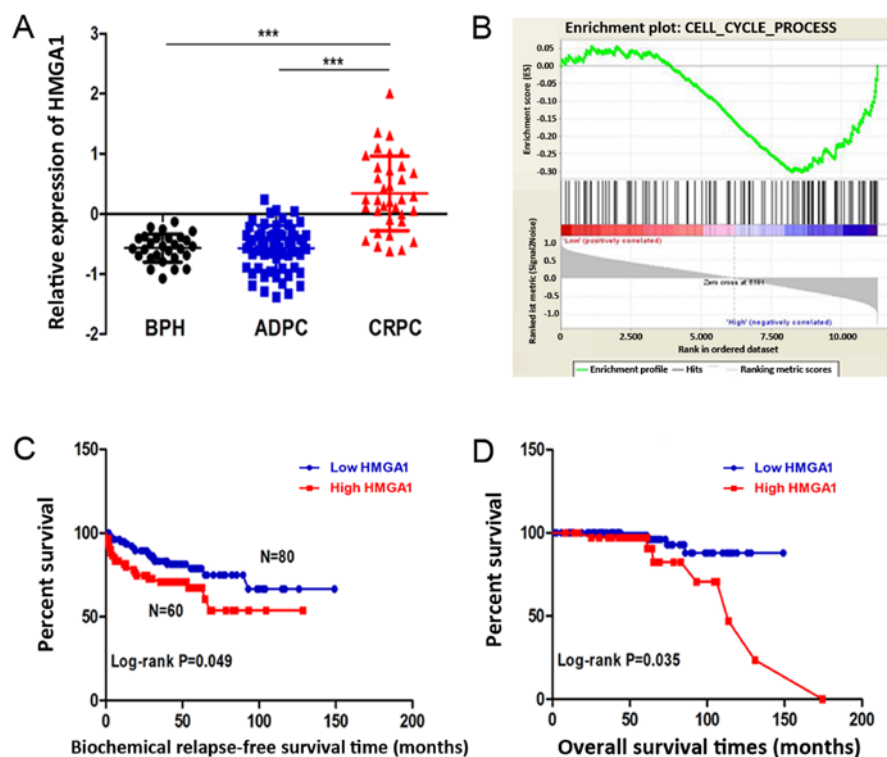 A
Relative expression of HMGA1
3
2
1
0
-1
-2
***
***
BPH ADPC CRPC
B
Enrichment plot: CELL_CYCLE_PROCESS
Enrichment score (ES)
0.05
0.00
-0.05
-0.10
-0.15
-0.20
-0.25
-0.30
Ranked ist metric (Signal2Noise)
1.0
0.5
0.0
-0.5
-1.0
'Low' (positively correlated)
Zero cross at 6191
'High' (negatively correlated)
0 2.500 5.000 7.500 10.000
Rank in ordered dataset
Enrichment profile Hits Ranking metric scores
C
Percent survival
150
100
50
0
Low HMGA1
High HMGA1
N=80
N=60
Log-rank P=0.049
0 50 100 150 200
Biochemical relapse-free survival time (months)
D
Percent survival
150
100
50
0
Low HMGA1
High HMGA1
Log-rank P=0.035
0 50 100 150 200
Overall survival times (months)